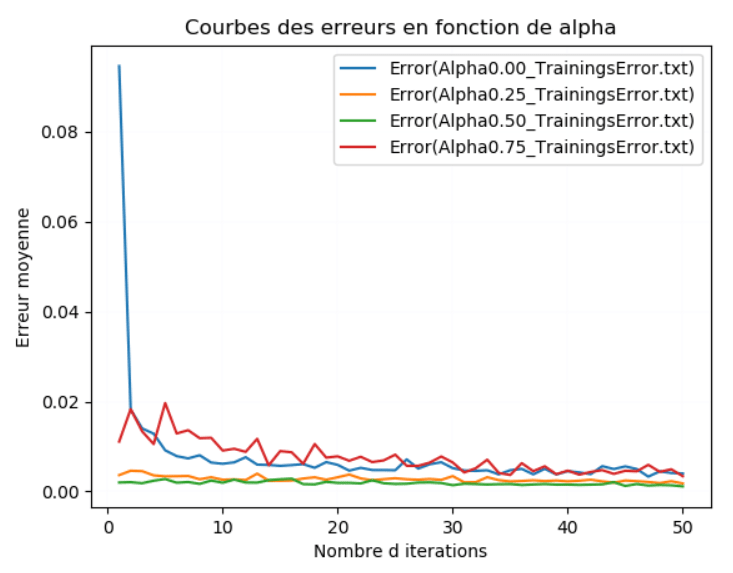 Courbes des erreurs en fonction de alpha
Error(Alpha0.00_TrainingsError.txt)
Error(Alpha0.25_TrainingsError.txt)
Error(Alpha0.50_TrainingsError.txt)
Error(Alpha0.75_TrainingsError.txt)
Erreur moyenne
0.08
0.06
0.04
0.02
0.00
0 10 20 30 40 50
Nombre d iterations